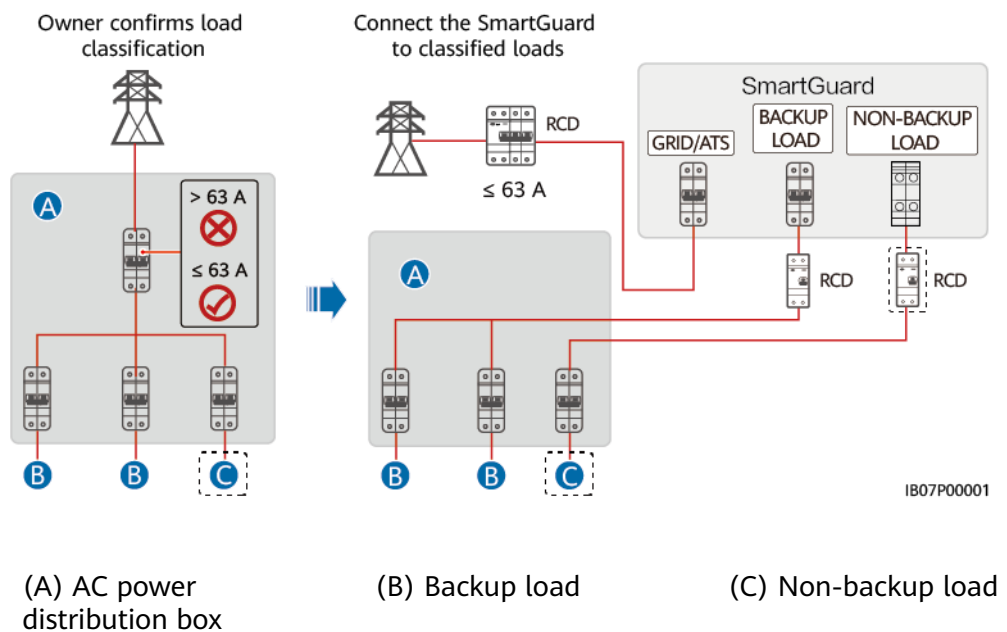 Owner confirms load
classification
A
> 63 A
≤ 63 A
B
B
C
Connect the SmartGuard
to classified loads
RCD
≤ 63 A
SmartGuard
GRID/ATS
BACKUP
LOAD
NON-BACKUP
LOAD
RCD
RCD
A
B
B
C
IB07P00001
(A) AC power
distribution box
(B) Backup load
(C) Non-backup load